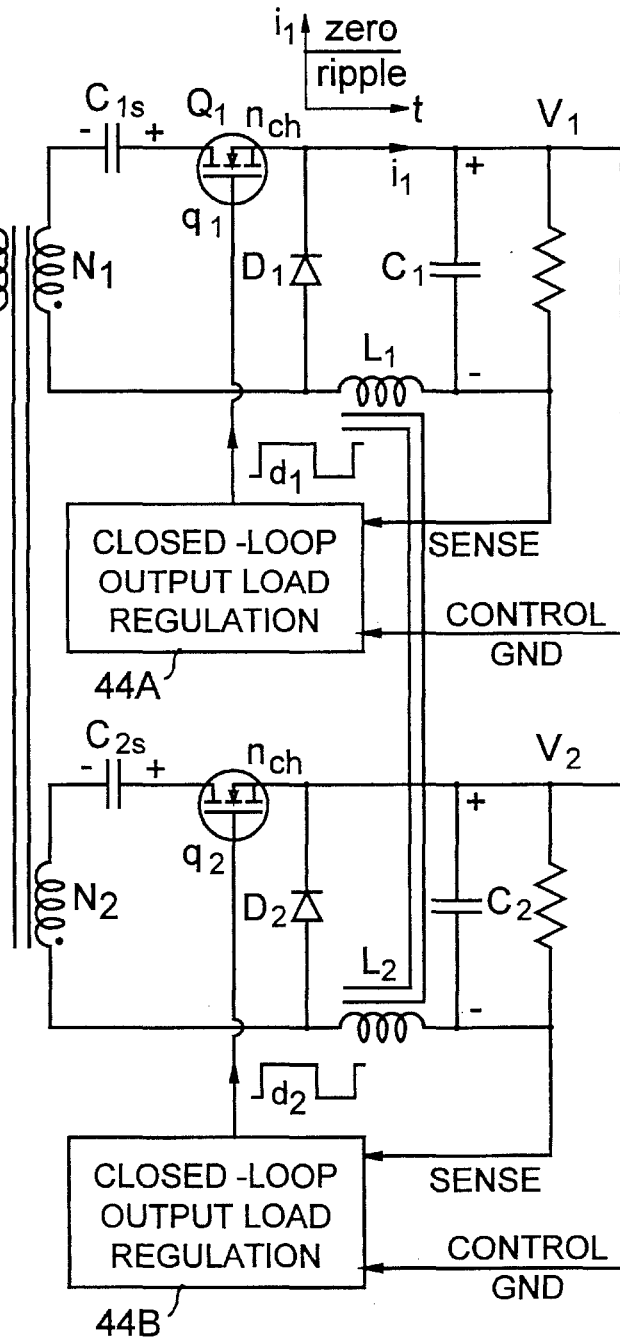 i1 zero
ripple
t
C1s
Q1
nch
V1
- +
i1
+
q1
N1
D1
C1
L1
-
d1
CLOSED -LOOP
OUTPUT LOAD
REGULATION
SENSE
CONTROL
GND
44A
C2s
nch
V2
- +
+
q2
N2
D2
C2
L2
-
d2
CLOSED -LOOP
OUTPUT LOAD
REGULATION
SENSE
CONTROL
GND
44B